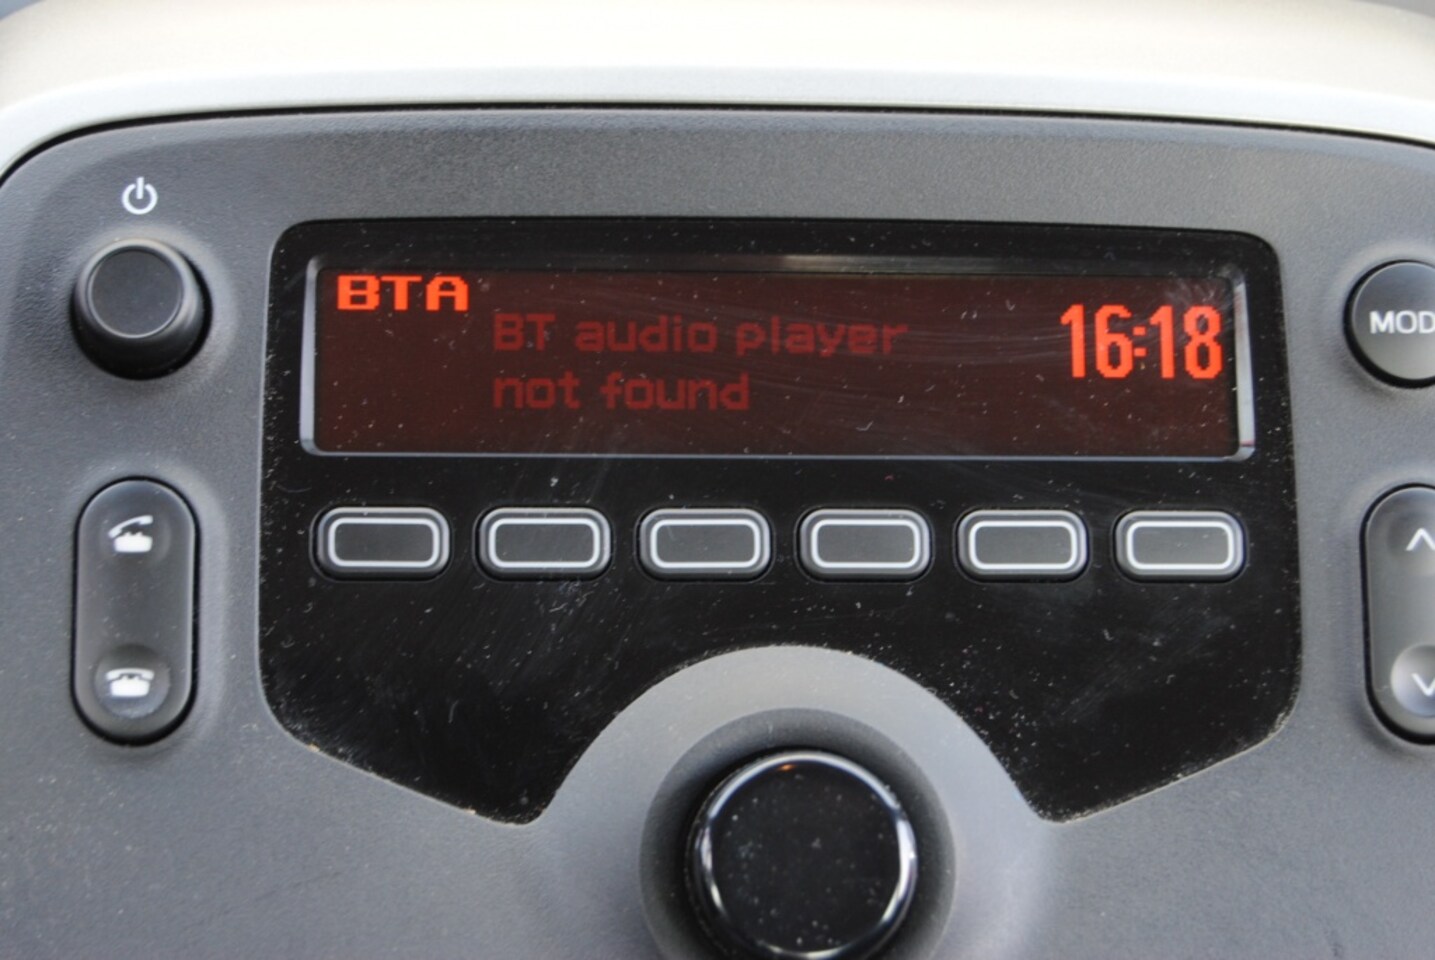 BTA
BT audio player
not found
16:18
MOD